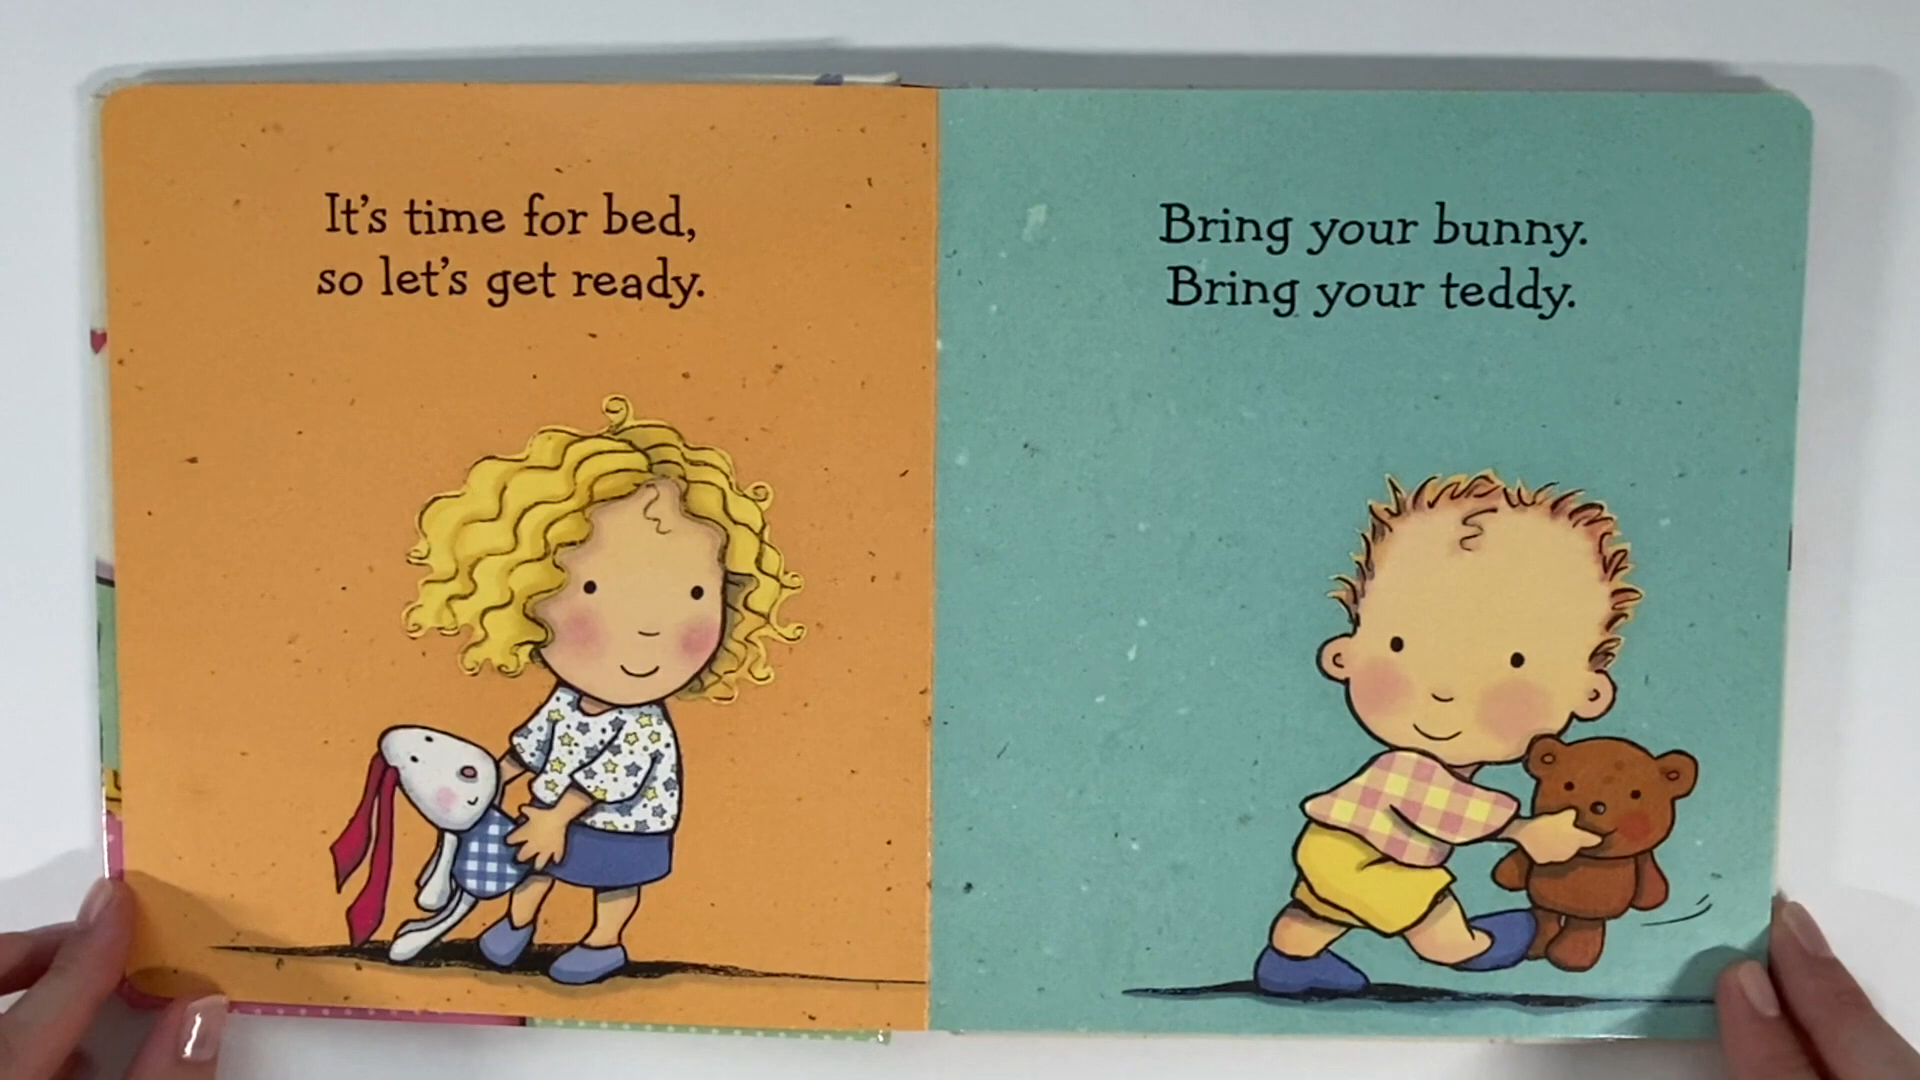 It's time for bed,
so let's get ready.
Bring your bunny.
Bring your teddy.